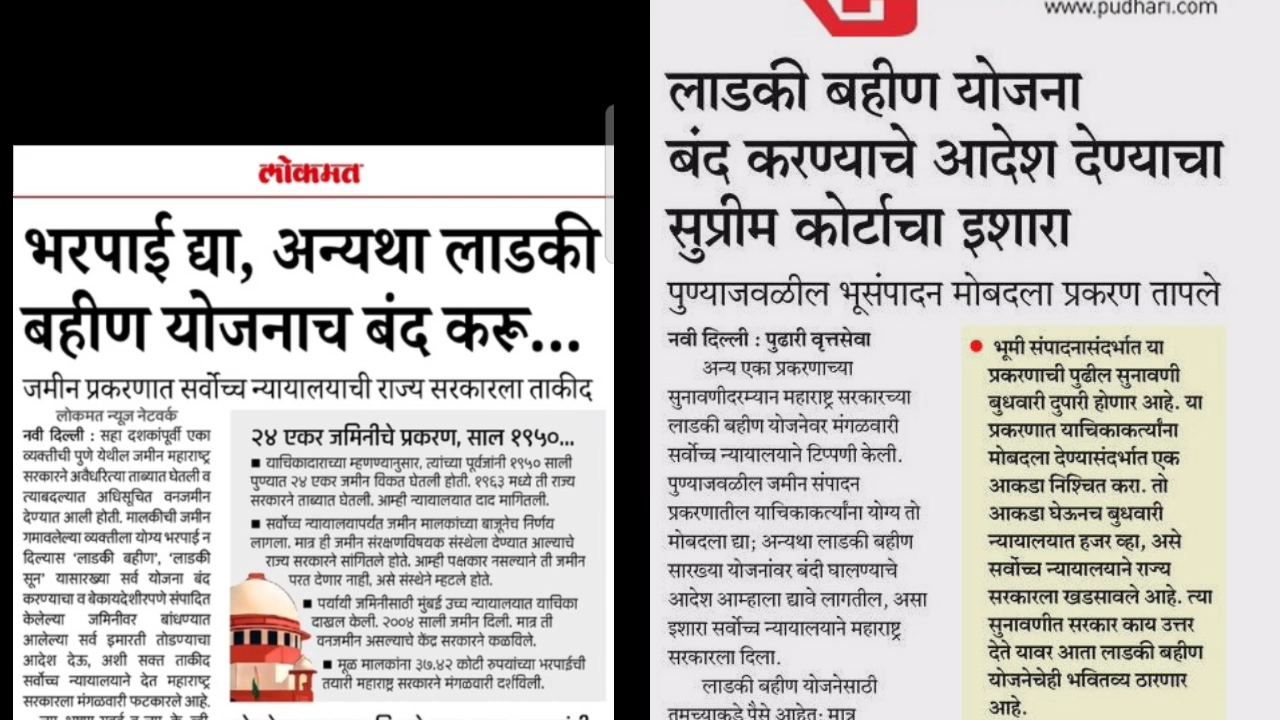 लोकमत
भरपाई द्या, अन्यथा लाडकी
बहीण योजनाच बंद करू...
जमीन प्रकरणात सर्वोच्च न्यायालयाची राज्य सरकारला ताकीद
लोकमत न्यूज नेटवर्क
नवी दिल्ली : सहा दशकांपूर्वी एका
व्यक्तीची पुणे येथील जमीन महाराष्ट्र
सरकारने अवैधरित्या ताब्यात घेतली व
त्याबदल्यात अधिसूचित वनजमीन
देण्यात आली होती. मालकीची जमीन
गमावलेल्या व्यक्तीला योग्य भरपाई न
दिल्यास ‘लाडकी बहीण’, ‘लाडकी
सून’ यासारख्या सर्व योजना बंद
करण्याचा व बेकायदेशीरपणे संपादित
केलेल्या जमिनीवर बांधण्यात
आलेल्या सर्व इमारती तोडण्याचा
आदेश देऊ, अशी सक्त ताकीद
सर्वोच्च न्यायालयाने देत महाराष्ट्र
सरकारला मंगळवारी फटकारले आहे.
२४ एकर जमिनीचे प्रकरण, साल १९५०...
■ याचिकादाराच्या म्हणण्यानुसार, त्यांच्या पूर्वजांनी १९५० साली
पुण्यात २४ एकर जमीन विकत घेतली होती. १९६३ मध्ये ती राज्य
सरकारने ताब्यात घेतली. आम्ही न्यायालयात दाद मागितली.
■ सर्वोच्च न्यायालयापर्यंत जमीन मालकांच्या बाजूनेच निर्णय
लागला. मात्र ही जमीन संरक्षणविषयक संस्थेला देण्यात आल्याचे
राज्य सरकारने सांगितले होते. आम्ही पक्षकार नसल्याने ती जमीन
परत देणार नाही, असे संस्थेने म्हटले होते.
■ पर्यायी जमिनीसाठी मुंबई उच्च न्यायालयात याचिका
दाखल केली. २००४ साली जमीन दिली. मात्र ती
वनजमीन असल्याचे केंद्र सरकारने कळविले.
■ मूळ मालकांना ३७.४२ कोटी रुपयांच्या भरपाईची
तयारी महाराष्ट्र सरकारने मंगळवारी दर्शविली.
www.pudhari.com
लाडकी बहीण योजना
बंद करण्याचे आदेश देण्याचा
सुप्रीम कोर्टाचा इशारा
पुण्याजवळील भूसंपादन मोबदला प्रकरण तापले
नवी दिल्ली : पुढारी वृत्तसेवा
अन्य एका प्रकरणाच्या
सुनावणीदरम्यान महाराष्ट्र सरकारच्या
लाडकी बहीण योजनेवर मंगळवारी
सर्वोच्च न्यायालयाने टिप्पणी केली.
पुण्याजवळील जमीन संपादन
प्रकरणातील याचिकाकर्त्यांना योग्य तो
मोबदला द्या; अन्यथा लाडकी बहीण
सारख्या योजनांवर बंदी घालण्याचे
आदेश आम्हाला द्यावे लागतील, असा
इशारा सर्वोच्च न्यायालयाने महाराष्ट्र
सरकारला दिला.
लाडकी बहीण योजनेसाठी
तुमच्याकडे पैसे आहेत; मात्र
● भूमी संपादनासंदर्भात या
प्रकरणाची पुढील सुनावणी
बुधवारी दुपारी होणार आहे. या
प्रकरणात याचिकाकर्त्यांना
मोबदला देण्यासंदर्भात एक
आकडा निश्चित करा. तो
आकडा घेऊनच बुधवारी
न्यायालयात हजर व्हा, असे
सर्वोच्च न्यायालयाने राज्य
सरकारला खडसावले आहे. त्या
सुनावणीत सरकार काय उत्तर
देते यावर आता लाडकी बहीण
योजनेचेही भवितव्य ठारणार
आहे.